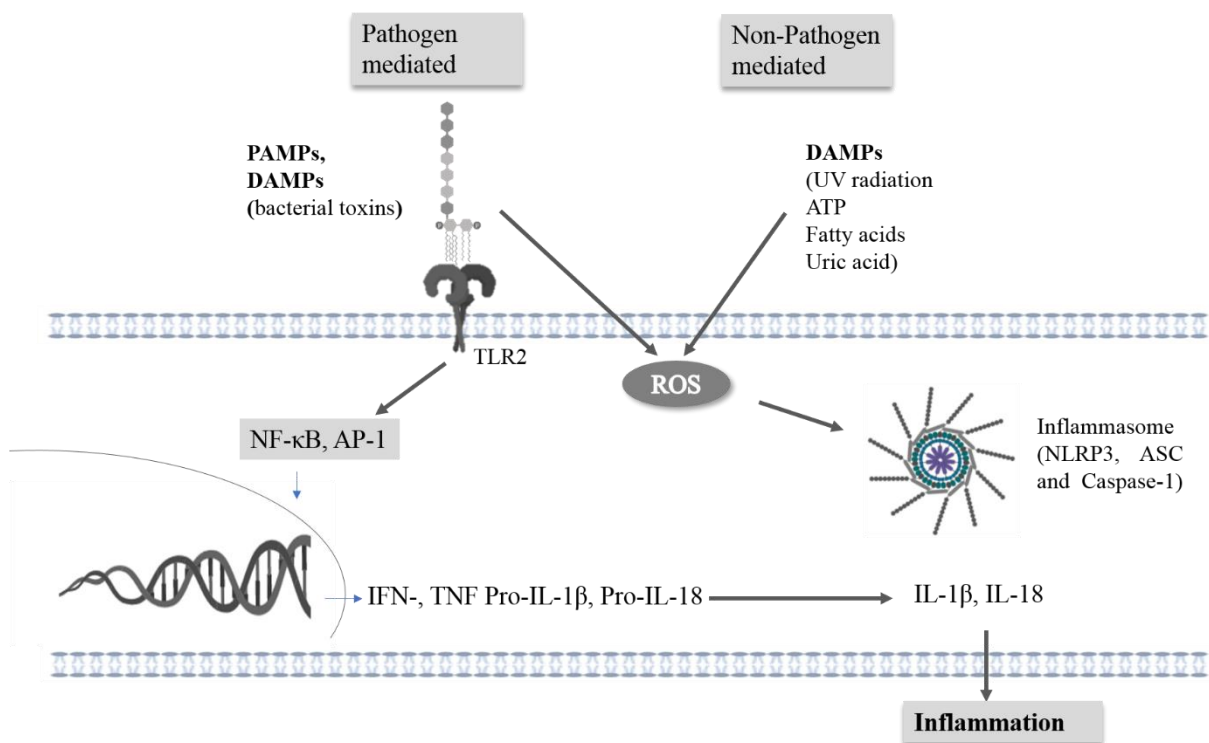 Pathogen
mediated
Non-Pathogen
mediated
PAMPs,
DAMPs
(bacterial toxins)
DAMPs
(UV radiation
ATP
Fatty acids
Uric acid)
TLR2
ROS
NF-κB, AP-1
Inflammasome
(NLRP3, ASC
and Caspase-1)
IFN-, TNF Pro-IL-1β, Pro-IL-18
IL-1β, IL-18
Inflammation